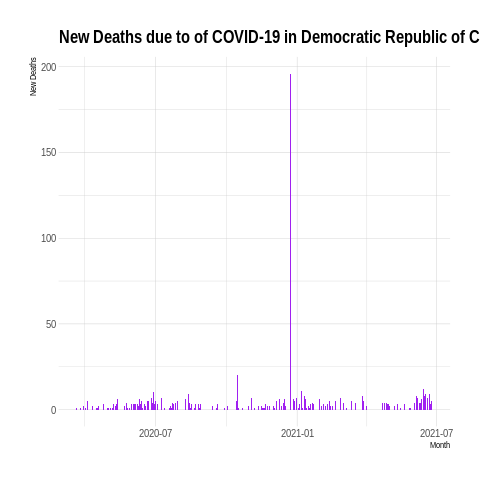 New Deaths due to of COVID-19 in Democratic Republic of C
New Deaths
200
150
100
50
0
2020-07 2021-01 2021-07
Month